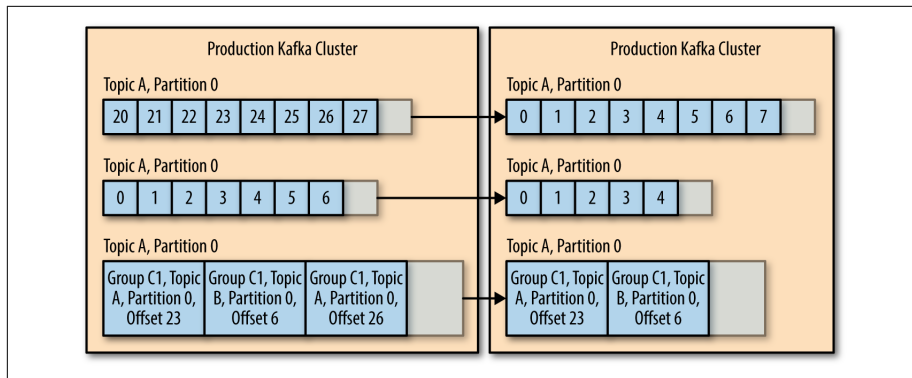 Production Kafka Cluster
Topic A, Partition 0
20 21 22 23 24 25 26 27
Topic A, Partition 0
0 1 2 3 4 5 6
Topic A, Partition 0
Group C1, Topic
A, Partition 0,
Offset 23
Group C1, Topic
B, Partition 0,
Offset 6
Group C1, Topic
A, Partition 0,
Offset 26
Production Kafka Cluster
Topic A, Partition 0
0 1 2 3 4 5 6 7
Topic A, Partition 0
0 1 2 3 4
Topic A, Partition 0
Group C1, Topic
A, Partition 0,
Offset 23
Group C1, Topic
B, Partition 0,
Offset 6